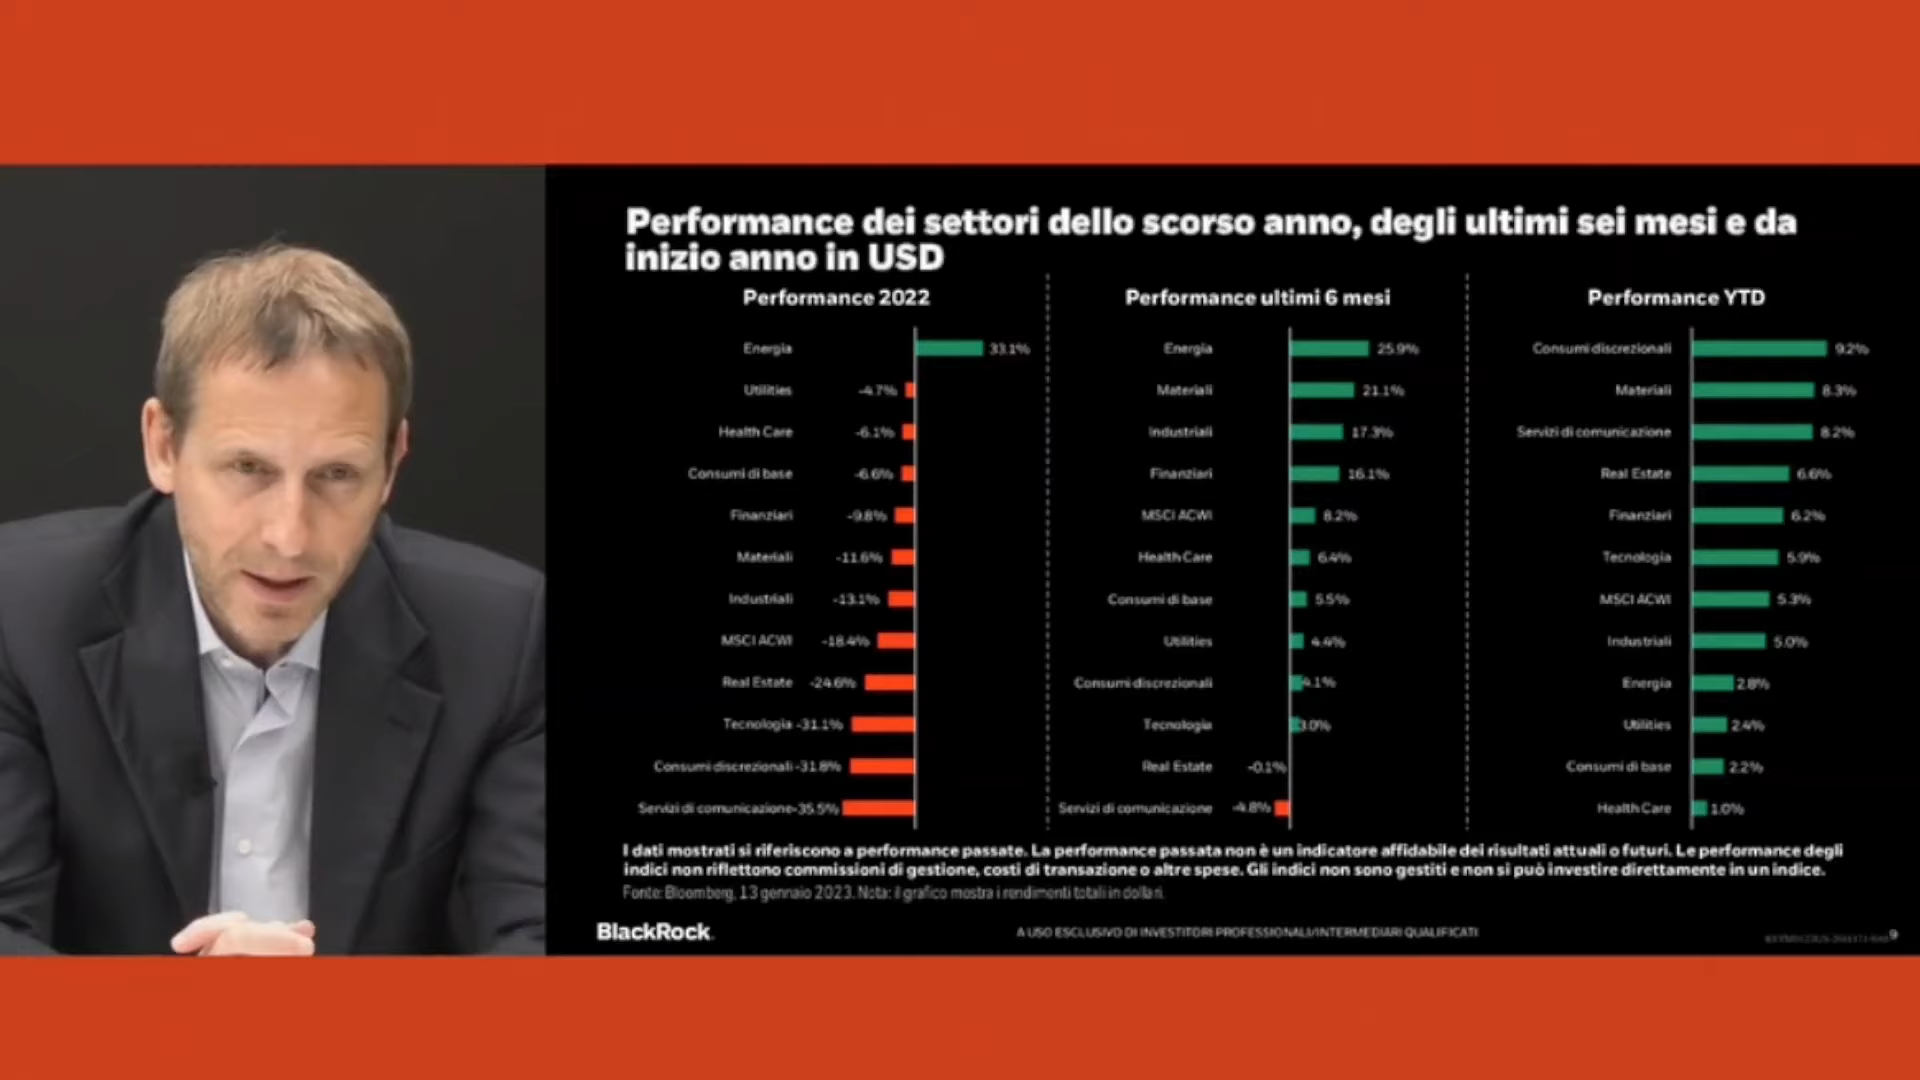 Performance dei settori dello scorso anno, degli ultimi sei mesi e da
inizio anno in USD
Performance 2022
Energia 33.1%
Utilities -4.7%
Health Care -6.1%
Consumi di base -6.6%
Finanziari -9.8%
Materiali -11.6%
Industriali -13.1%
MSCI ACWI -18.4%
Real Estate -24.6%
Tecnologia -31.1%
Consumi discrezionali -31.8%
Servizi di comunicazione -35.5%
Performance ultimi 6 mesi
Energia 25.9%
Materiali 21.1%
Industriali 17.3%
Finanziari 16.1%
MSCI ACWI 8.2%
Health Care 6.4%
Consumi di base 5.5%
Utilities 4.4%
Consumi discrezionali 4.1%
Tecnologia 3.0%
Real Estate -0.1%
Servizi di comunicazione -4.8%
Performance YTD
Consumi discrezionali 9.2%
Materiali 8.3%
Servizi di comunicazione 8.2%
Real Estate 6.6%
Finanziari 6.2%
Tecnologia 5.9%
MSCI ACWI 5.3%
Industriali 5.0%
Energia 2.8%
Utilities 2.4%
Consumi di base 2.2%
Health Care 1.0%
I dati mostrati si riferiscono a performance passate. La performance passata non è un indicatore affidabile dei risultati attuali o futuri. Le performance degli
indici non riflettono commissioni di gestione, costi di transazione o altre spese. Gli indici non sono gestiti e non si può investire direttamente in un indice.
Fonte: Bloomberg, 13 gennaio 2023. Nota: il grafico mostra i rendimenti totali in dollari.
BlackRock.
A USO ESCLUSIVO DI INVESTITORI PROFESSIONALI/INTERMEDIARI QUALIFICATI
9